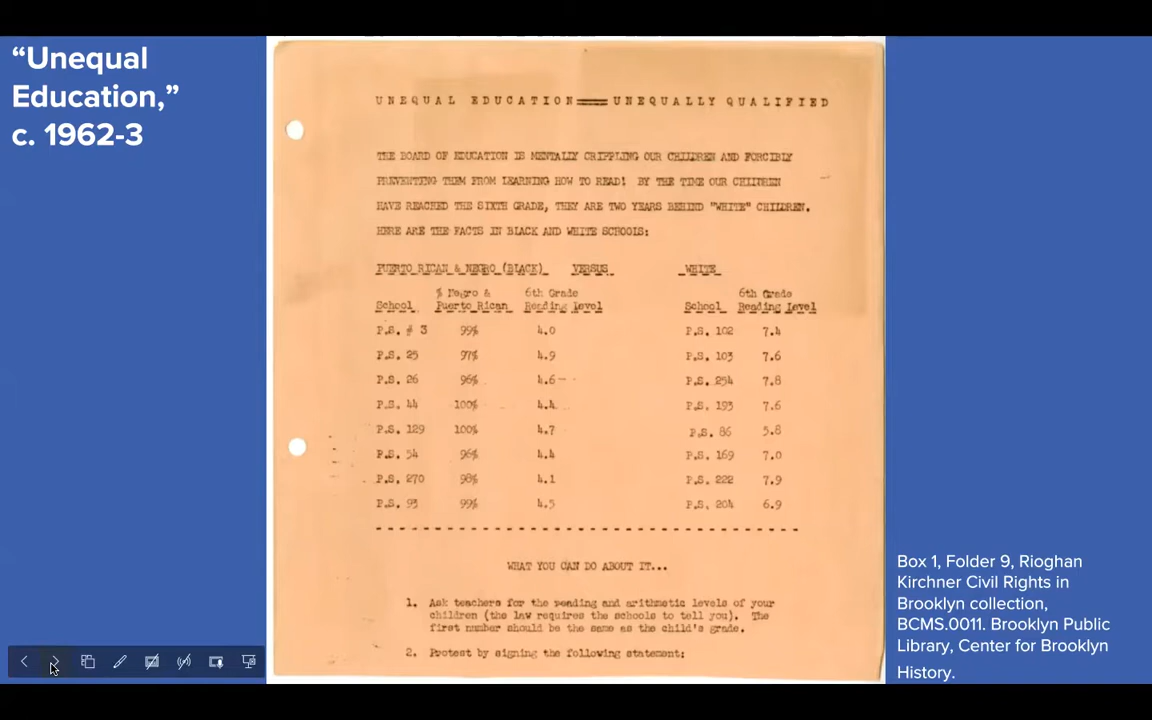 “Unequal
Education,”
c. 1962-3
UNEQUAL EDUCATION══UNEQUALLY QUALIFIED
THE BOARD OF EDUCATION IS MENTALLY CRIPPLING OUR CHILDREN AND FORCIBLY
PREVENTING THEM FROM LEARNING HOW TO READ! BY THE TIME OUR CHILDREN
HAVE REACHED THE SIXTH GRADE, THEY ARE TWO YEARS BEHIND "WHITE" CHILDREN.
HERE ARE THE FACTS IN BLACK AND WHITE SCHOOLS:
PUERTO RICAN & NEGRO (BLACK) VERSUS WHITE
% Negro & 6th Grade 6th Grade
School Puerto Rican Reading Level School Reading Level
P.S. # 3 99% 4.0 P.S. 102 7.4
P.S. 25 97% 4.9 P.S. 103 7.6
P.S. 26 96% 4.6 P.S. 254 7.8
P.S. 44 100% 4.4 P.S. 193 7.6
P.S. 129 100% 4.7 P.S. 86 5.8
P.S. 54 96% 4.4 P.S. 169 7.0
P.S. 270 98% 4.1 P.S. 222 7.9
P.S. 93 99% 4.5 P.S. 204 6.9
WHAT YOU CAN DO ABOUT IT...
1. Ask teachers for the reading and arithmetic levels of your
children (the law requires the schools to tell you). The
first number should be the same as the child's grade.
2. Protest by signing the following statement:
Box 1, Folder 9, Rioghan
Kirchner Civil Rights in
Brooklyn collection,
BCMS.0011. Brooklyn Public
Library, Center for Brooklyn
History.